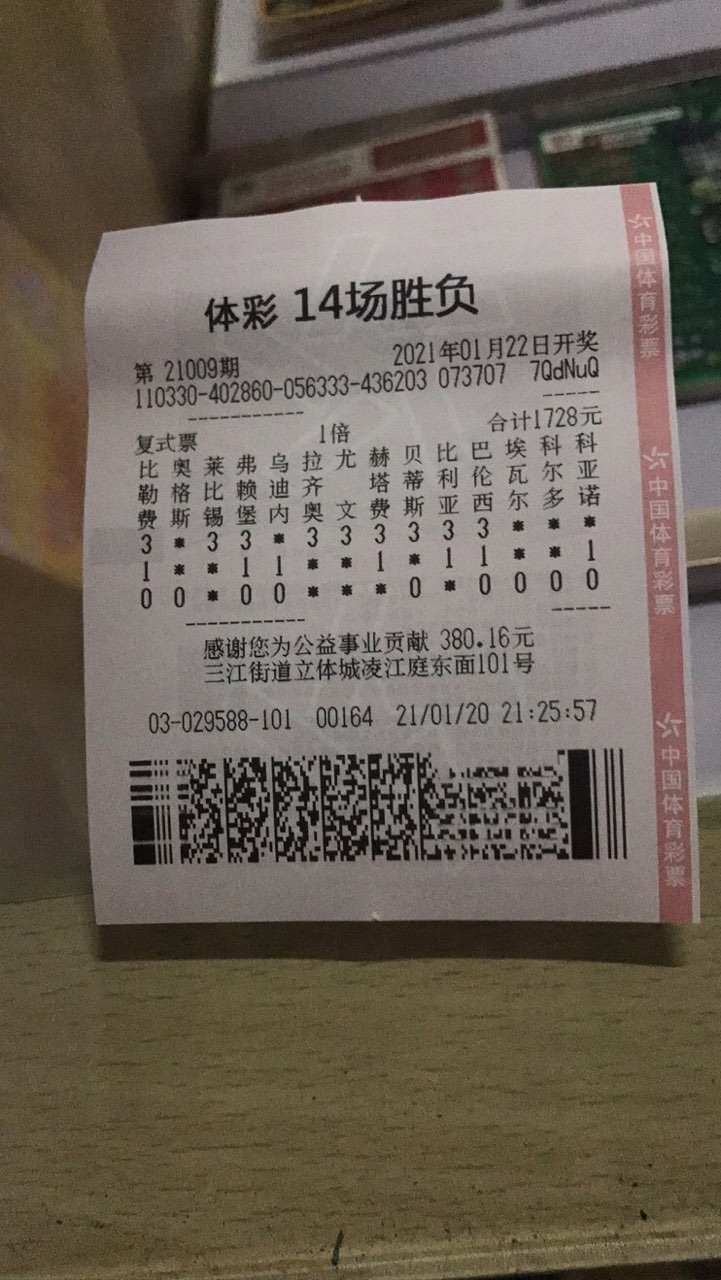 体彩 14场胜负
第 21009期 2021年01月22日开奖
110330-402860-056333-436203 073707 7QdNuQ
复式票 1倍 合计1728元
比 奥 莱 弗 乌 拉 尤 赫 贝 比 巴 埃 科 科
勒 格 比 赖 迪 齐 塔 蒂 利 伦 瓦 尔 亚
费 斯 锡 堡 内 奥 文 费 斯 亚 西 尔 多 诺
3 * 3 3 * 3 3 3 3 3 3 * * *
1 * * 1 1 * * 1 * 1 1 * * 1
0 0 * 0 0 * * * 0 * 0 0 0 0
感谢您为公益事业贡献 380.16元
三江街道立体城凌江庭东面101号
03-029588-101 00164 21/01/20 21:25:57
中国体育彩票
中国体育彩票
中国体育彩票